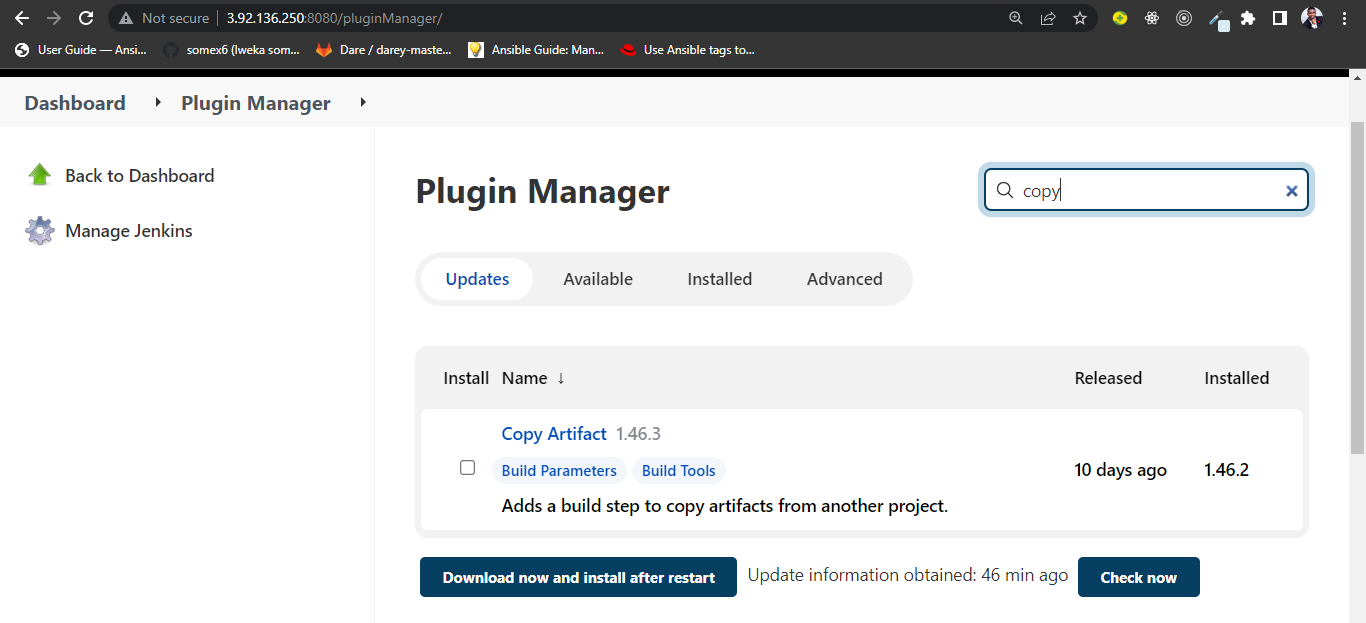 Not secure 3.92.136.250:8080/pluginManager/
User Guide — Ansi... somex6 (Iweka som... Dare / darey-maste... Ansible Guide: Man... Use Ansible tags to...
Dashboard Plugin Manager
Back to Dashboard
Manage Jenkins
Plugin Manager
copy
Updates Available Installed Advanced
Install Name ↓ Released Installed
Copy Artifact 1.46.3
Build Parameters Build Tools
10 days ago 1.46.2
Adds a build step to copy artifacts from another project.
Download now and install after restart Update information obtained: 46 min ago Check now